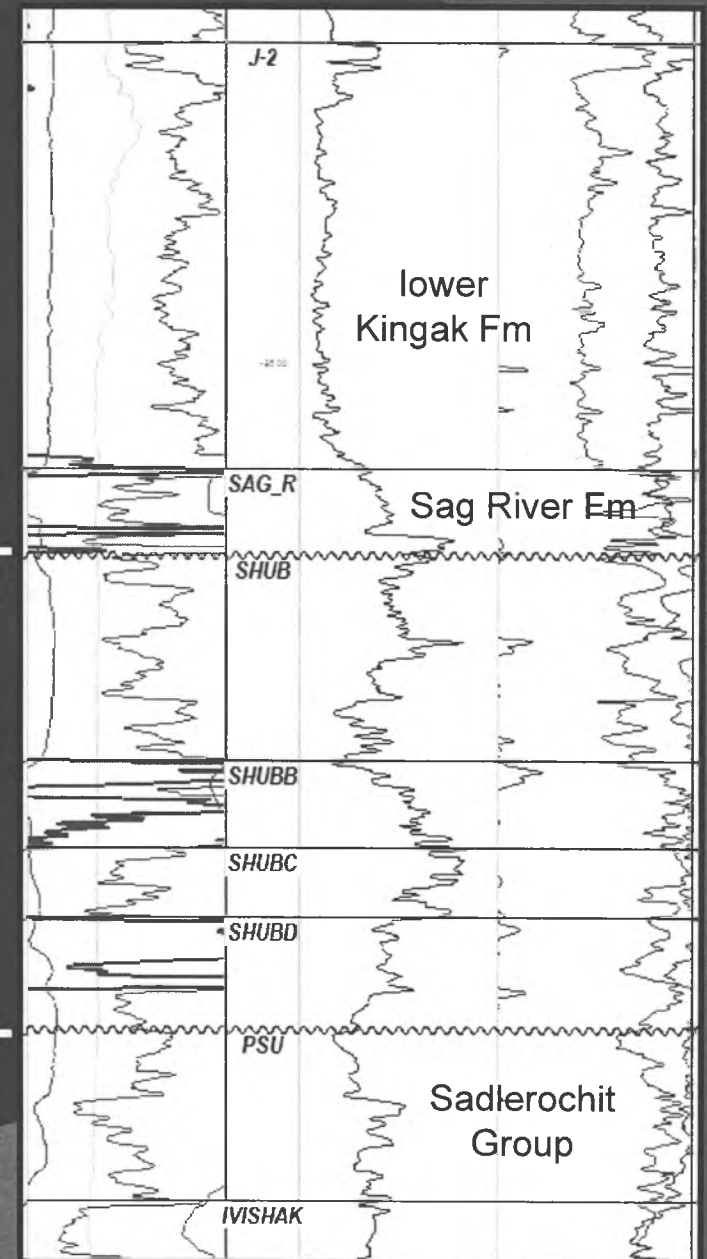 J-2
lower
Kingak Fm
SAG_R
Sag River Fm
SHUB
SHUBB
SHUBC
SHUBD
PSU
Sadlerochit
Group
IVISHAK